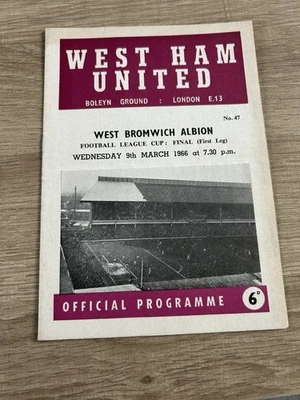 WEST HAM
UNITED
BOLEYN GROUND : LONDON E.13
No. 47
WEST BROMWICH ALBION
FOOTBALL LEAGUE CUP : FINAL (First Leg)
WEDNESDAY 9th MARCH 1966 at 7.30 p.m.
OFFICIAL PROGRAMME 6D